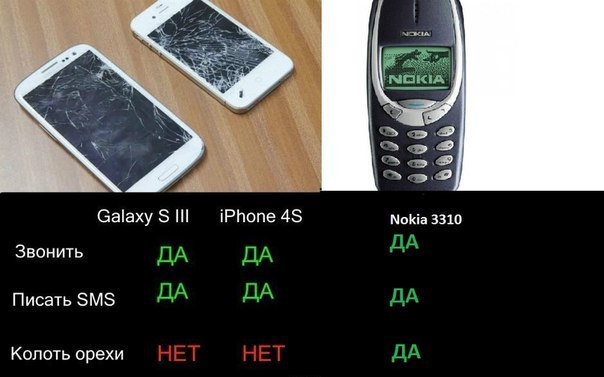 NOKIA
NOKIA
Galaxy S III iPhone 4S Nokia 3310
Звонить ДА ДА ДА
Писать SMS ДА ДА ДА
Колоть орехи НЕТ НЕТ ДА